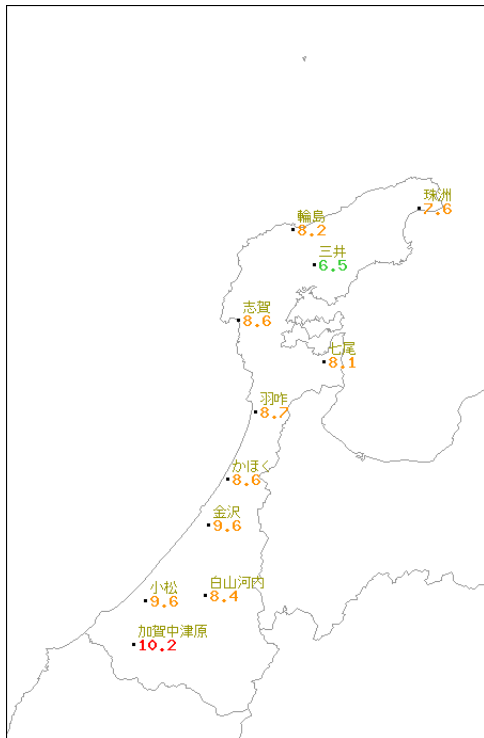 珠洲
7.6
輪島
8.2
三井
6.5
志賀
8.6
七尾
8.1
羽咋
8.7
かほく
8.6
金沢
9.6
白山河内
8.4
小松
9.6
加賀中津原
10.2